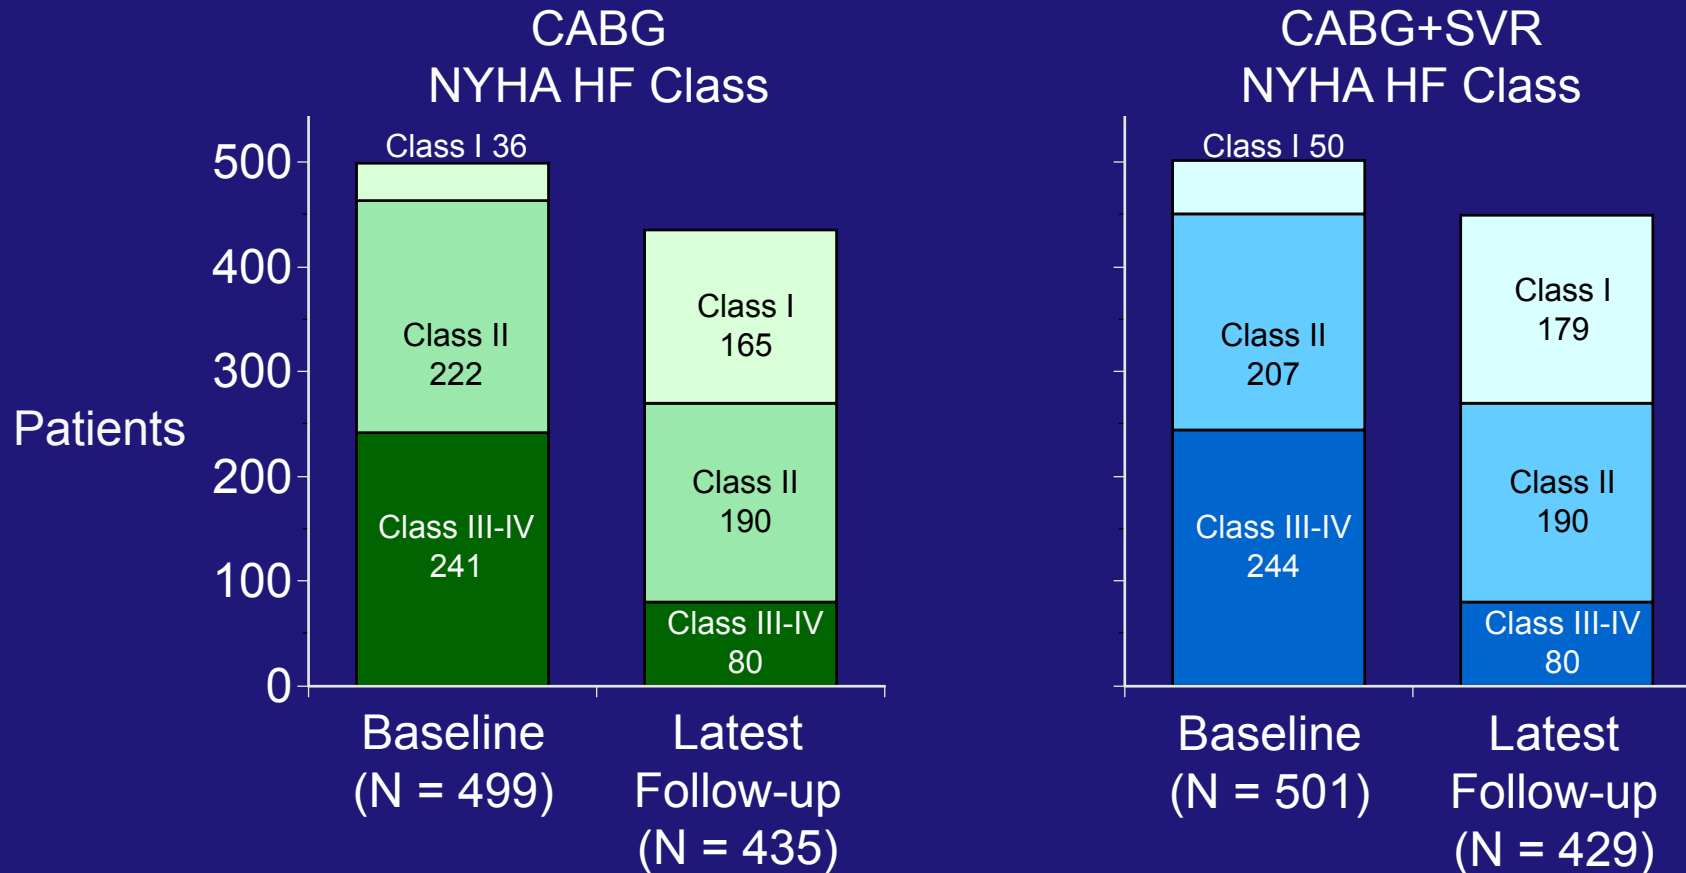 CABG
NYHA HF Class
500
400
300
200
100
0
Patients
Class I 36
Class II
222
Class III-IV
241
Class I
165
Class II
190
Class III-IV
80
Baseline
(N = 499)
Latest
Follow-up
(N = 435)
CABG+SVR
NYHA HF Class
Class I 50
Class II
207
Class III-IV
244
Class I
179
Class II
190
Class III-IV
80
Baseline
(N = 501)
Latest
Follow-up
(N = 429)